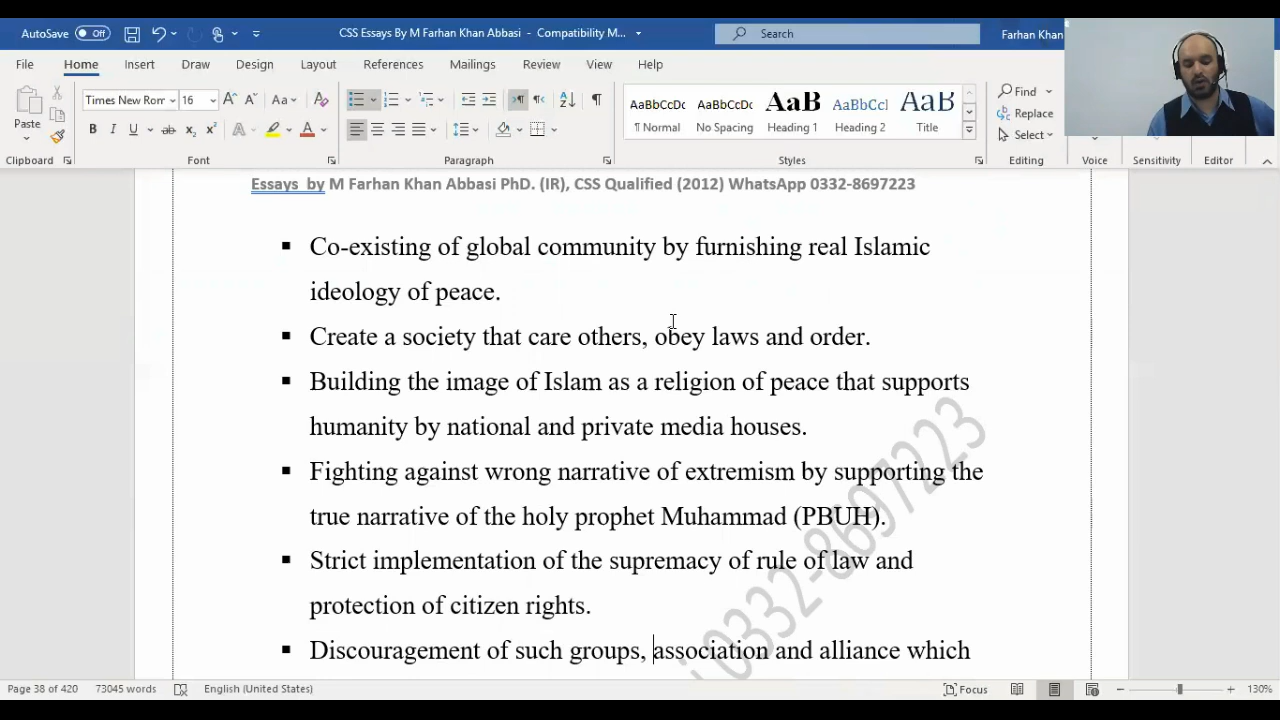 AutoSave Off CSS Essays By M Farhan Khan Abbasi - Compatibility M... Search Farhan Khan
File Home Insert Draw Design Layout References Mailings Review View Help
Paste Times New Rorr 16 Aa Find
B I U ab x₂ x² A A AaBbCcDc AaBbCcDc AaB AaBbCcl AaB Replace
¶ Normal No Spacing Heading 1 Heading 2 Title Select
Clipboard Font Paragraph Styles Editing Voice Sensitivity Editor
Essays by M Farhan Khan Abbasi PhD. (IR), CSS Qualified (2012) WhatsApp 0332-8697223
▪ Co-existing of global community by furnishing real Islamic
ideology of peace.
▪ Create a society that care others, obey laws and order.
▪ Building the image of Islam as a religion of peace that supports
humanity by national and private media houses.
▪ Fighting against wrong narrative of extremism by supporting the
true narrative of the holy prophet Muhammad (PBUH).
▪ Strict implementation of the supremacy of rule of law and
protection of citizen rights.
▪ Discouragement of such groups, association and alliance which
i 0332-8697223
Page 38 of 420 73045 words English (United States) Focus 130%